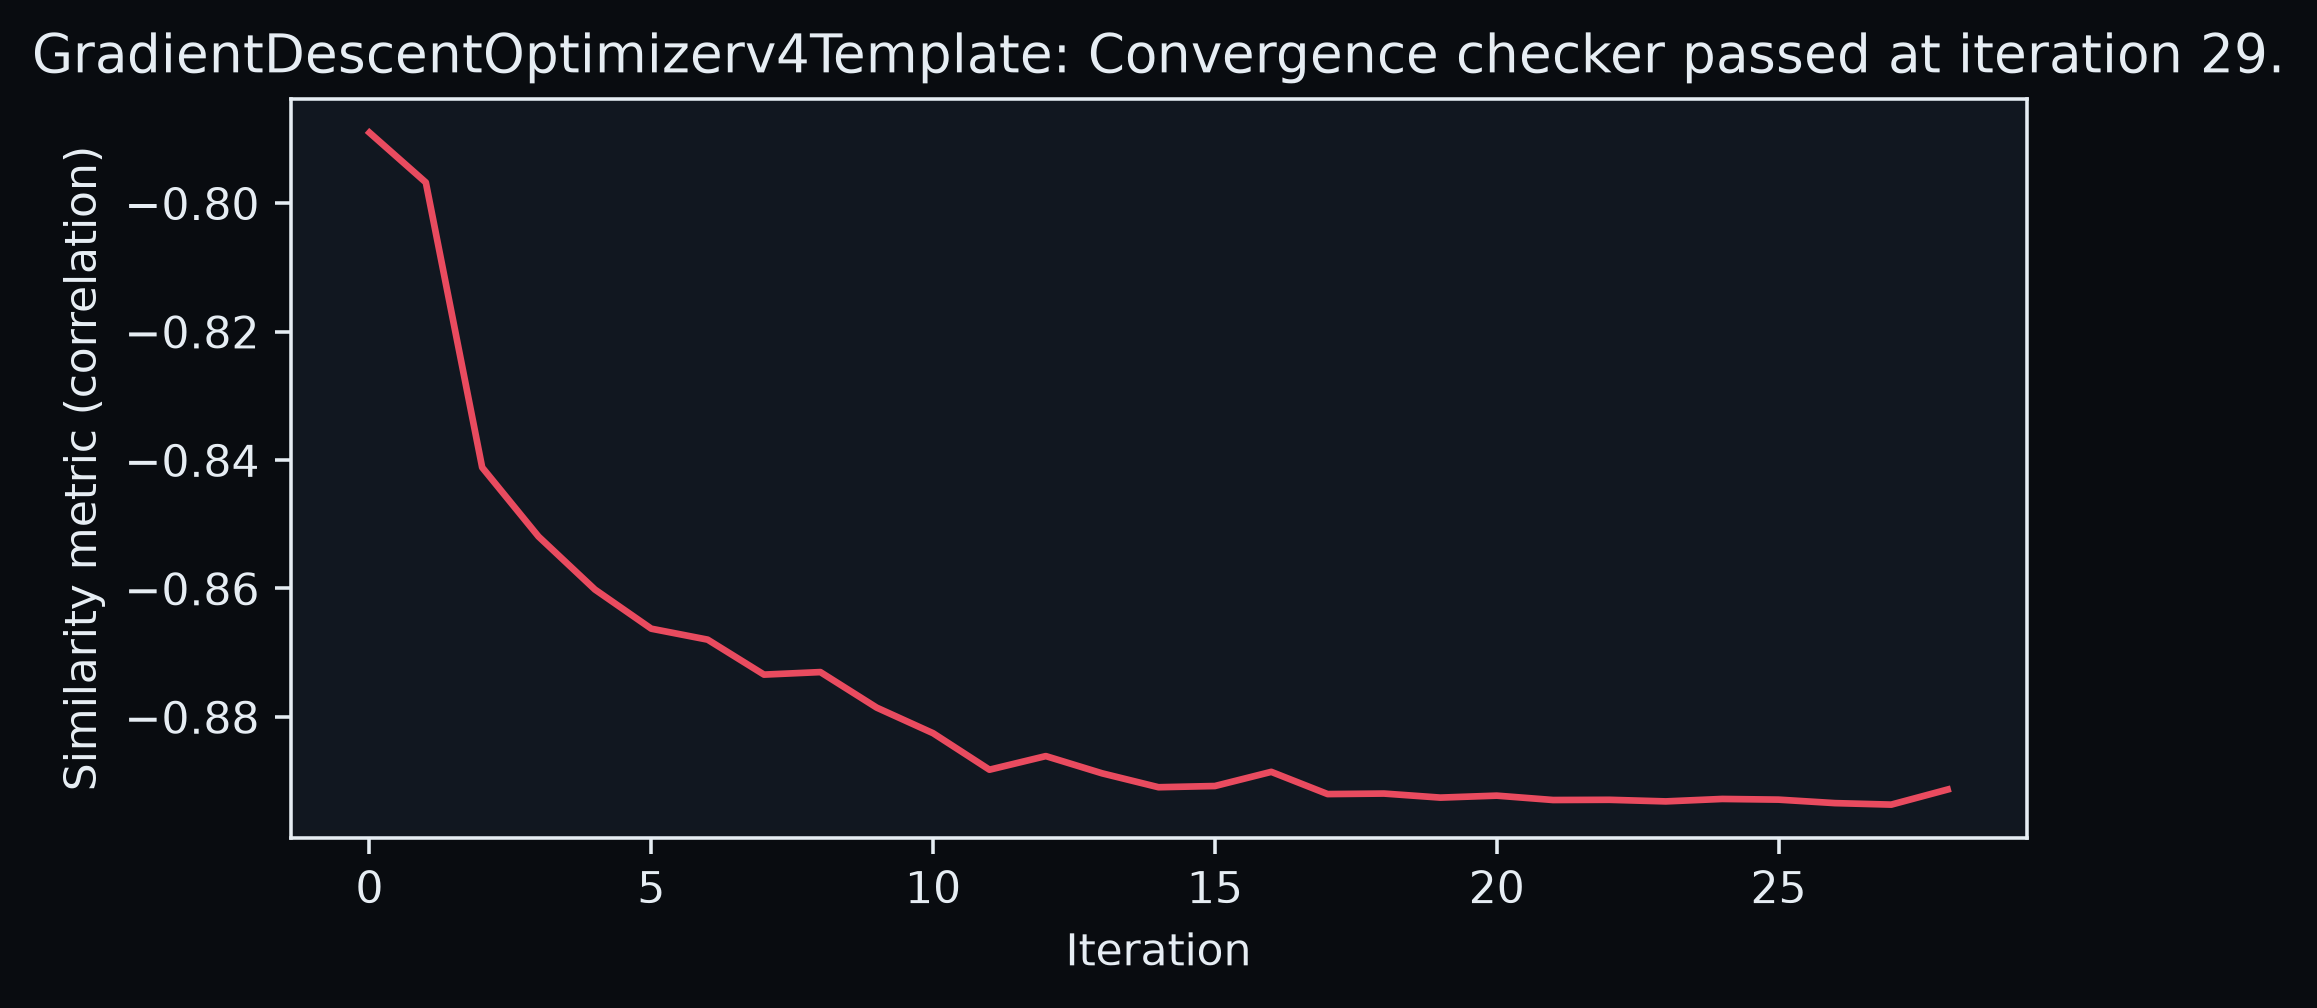 GradientDescentOptimizerv4Template: Convergence checker passed at iteration 29.
Similarity metric (correlation)
−0.80
−0.82
−0.84
−0.86
−0.88
0 5 10 15 20 25
Iteration